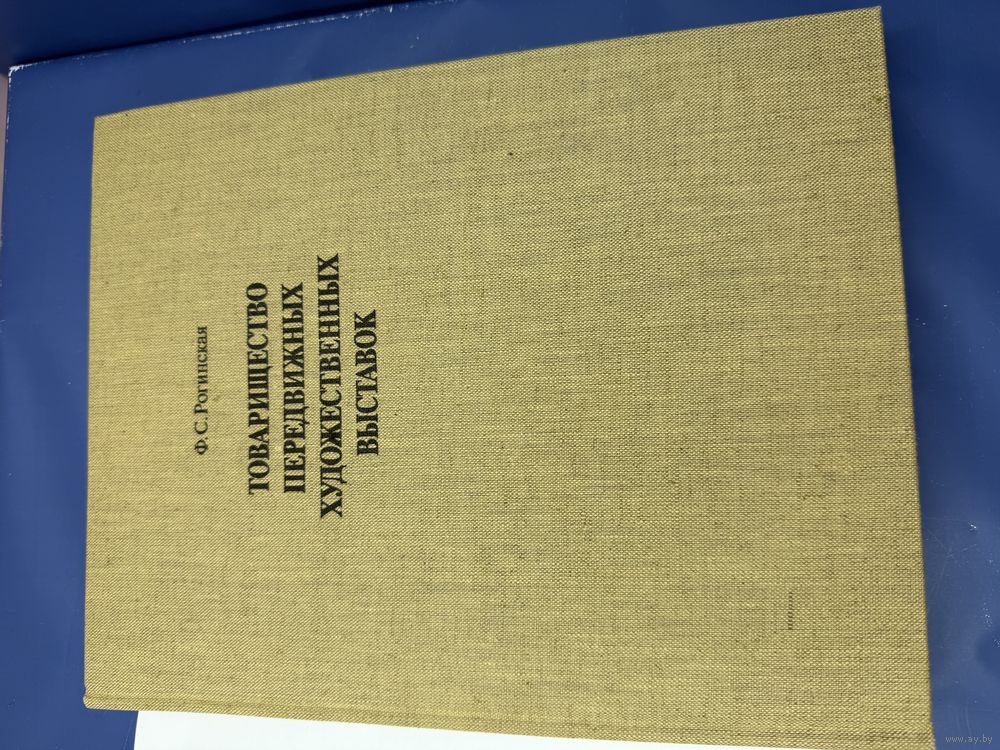 Ф. С. Рогинская
ТОВАРИЩЕСТВО
ПЕРЕДВИЖНЫХ
ХУДОЖЕСТВЕННЫХ
ВЫСТАВОК
www.ay.by